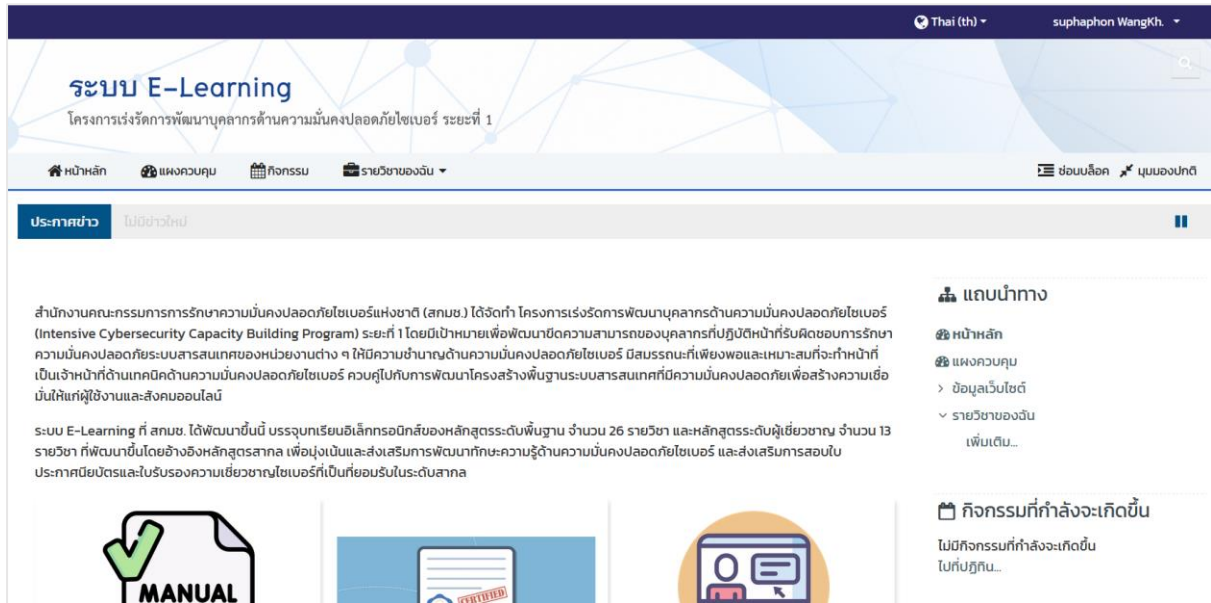 Thai (th)
suphaphon WangKh.
ระบบ E-Learning
โครงการเร่งรัดการพัฒนาบุคลากรด้านความมั่นคงปลอดภัยไซเบอร์ ระยะที่ 1
หน้าหลัก
แผงควบคุม
กิจกรรม
รายวิชาของฉัน
ซ่อนบล็อค
มุมมองปกติ
ประกาศข่าว
ไม่มีข่าวใหม่
สำนักงานคณะกรรมการการรักษาความมั่นคงปลอดภัยไซเบอร์แห่งชาติ (สกมช.) ได้จัดทำ โครงการเร่งรัดการพัฒนาบุคลากรด้านความมั่นคงปลอดภัยไซเบอร์
(Intensive Cybersecurity Capacity Building Program) ระยะที่ 1 โดยมีเป้าหมายเพื่อพัฒนาขีดความสามารถของบุคลากรที่ปฏิบัติหน้าที่รับผิดชอบการรักษา
ความมั่นคงปลอดภัยระบบสารสนเทศของหน่วยงานต่าง ๆ ให้มีความชำนาญด้านความมั่นคงปลอดภัยไซเบอร์ มีสมรรถนะที่เพียงพอและเหมาะสมที่จะทำหน้าที่
เป็นเจ้าหน้าที่ด้านเทคนิคด้านความมั่นคงปลอดภัยไซเบอร์ ควบคู่ไปกับการพัฒนาโครงสร้างพื้นฐานระบบสารสนเทศที่มีความมั่นคงปลอดภัยเพื่อสร้างความเชื่อ
มั่นให้แก่ผู้ใช้งานและสังคมออนไลน์
ระบบ E-Learning ที่ สกมช. ได้พัฒนาขึ้นนี้ บรรจุบทเรียนอิเล็กทรอนิกส์ของหลักสูตรระดับพื้นฐาน จำนวน 26 รายวิชา และหลักสูตรระดับผู้เชี่ยวชาญ จำนวน 13
รายวิชา ที่พัฒนาขึ้นโดยอ้างอิงหลักสูตรสากล เพื่อมุ่งเน้นและส่งเสริมการพัฒนาทักษะความรู้ด้านความมั่นคงปลอดภัยไซเบอร์ และส่งเสริมการสอบใบ
ประกาศนียบัตรและใบรับรองความเชี่ยวชาญไซเบอร์ที่เป็นที่ยอมรับในระดับสากล
แถบนำทาง
หน้าหลัก
แผงควบคุม
ข้อมูลเว็บไซต์
รายวิชาของฉัน
เพิ่มเติม...
กิจกรรมที่กำลังจะเกิดขึ้น
ไม่มีกิจกรรมที่กำลังจะเกิดขึ้น
ไปที่ปฏิทิน...
MANUAL
CERTIFIED